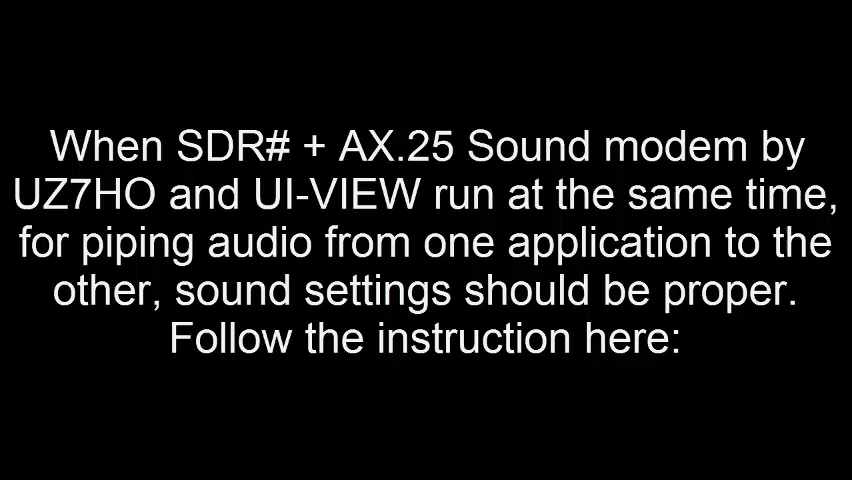 When SDR# + AX.25 Sound modem by
UZ7HO and UI-VIEW run at the same time,
for piping audio from one application to the
other, sound settings should be proper.
Follow the instruction here: